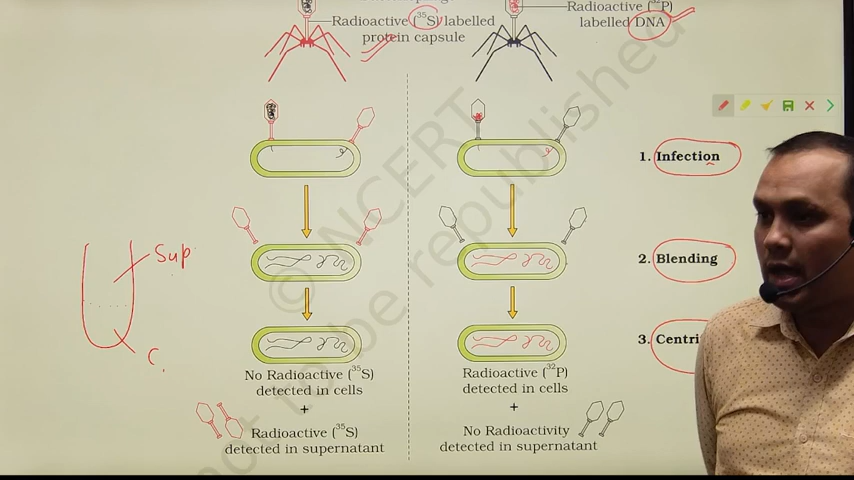 Radioactive (³⁵S) labelled
protein capsule
Radioactive (³²P)
labelled DNA
1. Infection
Sup
2. Blending
C.
3. Centri
No Radioactive (³⁵S)
detected in cells
+
Radioactive (³⁵S)
detected in supernatant
Radioactive (³²P)
detected in cells
+
No Radioactivity
detected in supernatant
© NCERT
not to be republished